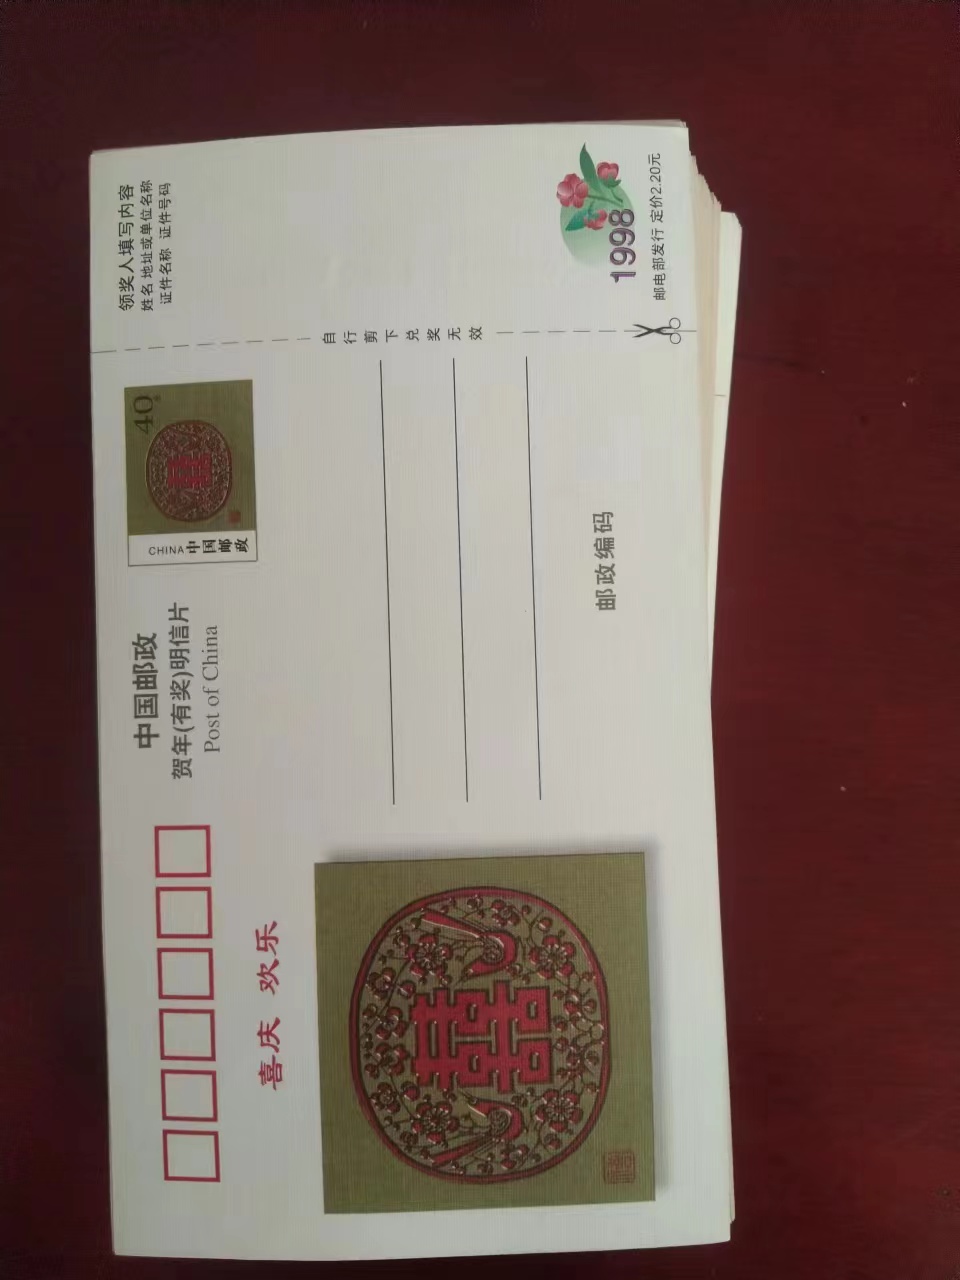 喜庆 欢乐
中国邮政
贺年(有奖)明信片
Post of China
40
CHINA
中国邮政
囍
邮政编码
自行剪下兑奖无效
领奖人填写内容
姓名 地址或单位名称
证件名称 证件号码
1998
邮电部发行 定价2.20元